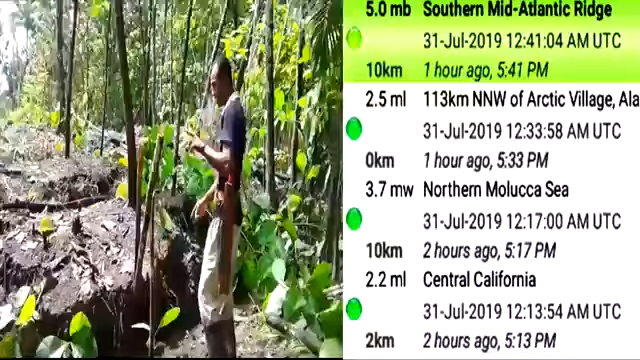 5.0 mb Southern Mid-Atlantic Ridge
31-Jul-2019 12:41:04 AM UTC
10km 1 hour ago, 5:41 PM
2.5 ml 113km NNW of Arctic Village, Ala
31-Jul-2019 12:33:58 AM UTC
0km 1 hour ago, 5:33 PM
3.7 mw Northern Molucca Sea
31-Jul-2019 12:17:00 AM UTC
10km 2 hours ago, 5:17 PM
2.2 ml Central California
31-Jul-2019 12:13:54 AM UTC
2km 2 hours ago, 5:13 PM